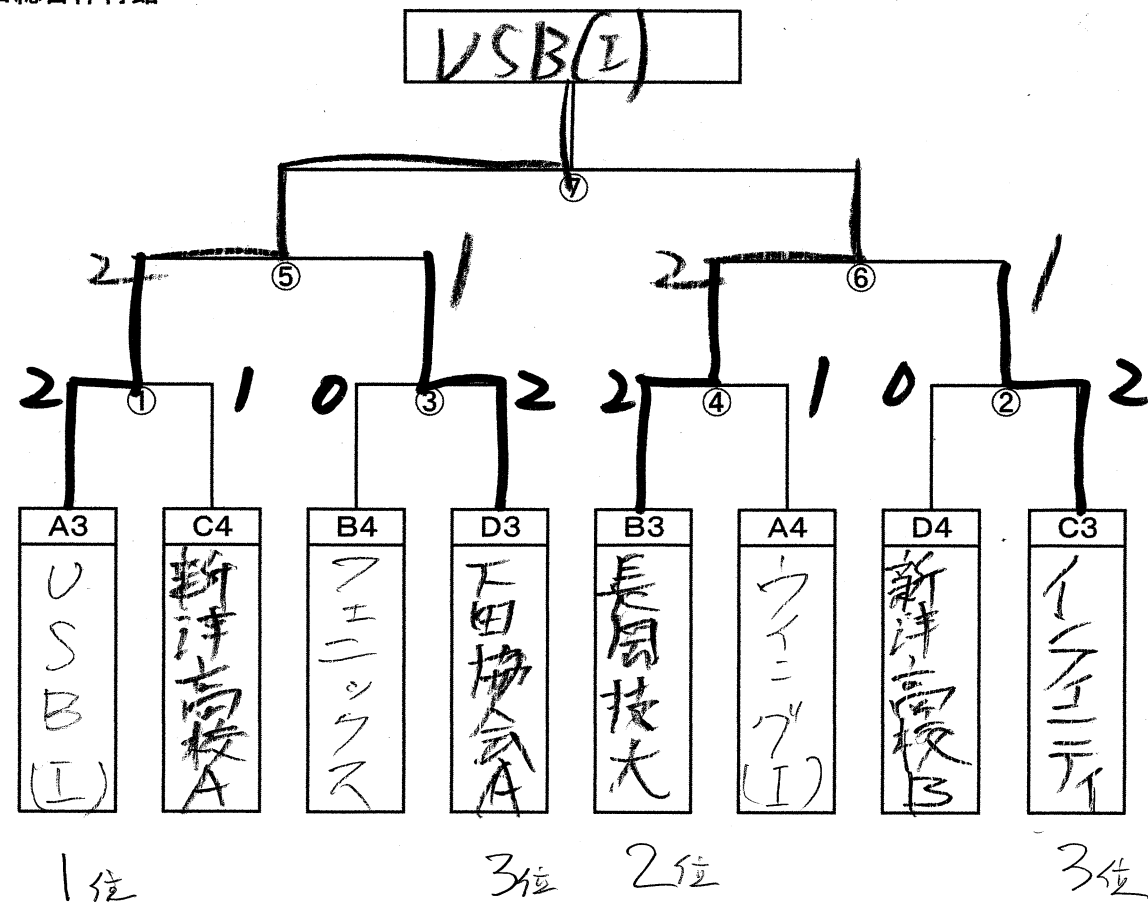 USB(I)
⑦
2 ⑤ 1 2 ⑥ 1
2 ① 1 0 ③ 2 2 ④ 1 0 ② 2
A3 C4 B4 D3 B3 A4 D4 C3
USB(I)
新津高校A
フェニックス
下田協会A
長岡技大
ウイニング(I)
新津高校B
インフィニティ
1位 3位 2位 3位